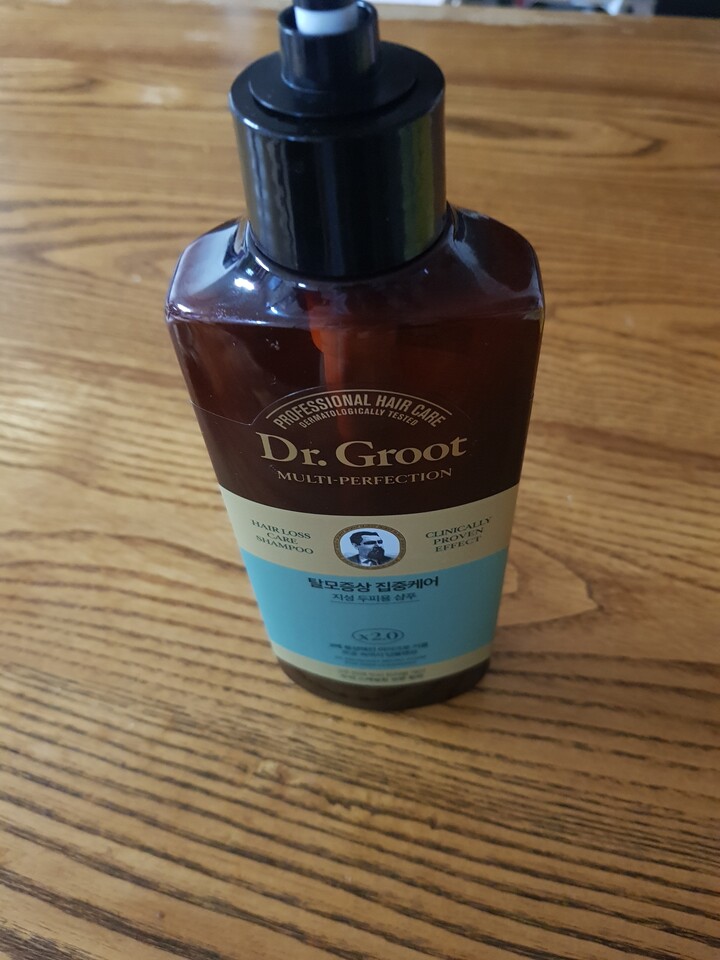 PROFESSIONAL HAIR CARE
DERMATOLOGICALLY TESTED
Dr. Groot
MULTI-PERFECTION
HAIR LOSS
CARE
SHAMPOO
CLINICALLY
PROVEN
EFFECT
탈모증상 집중케어
지성 두피용 샴푸
x2.0